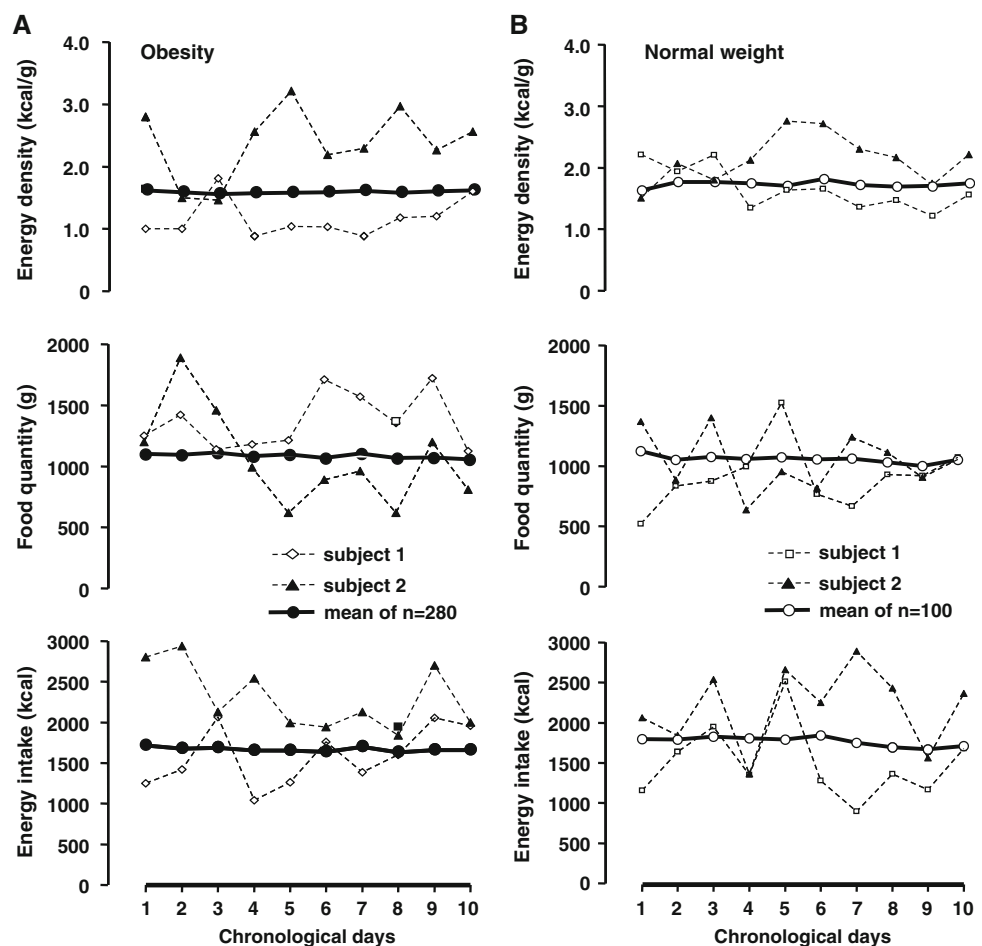 A
Obesity
Energy density (kcal/g)
4.0
3.0
2.0
1.0
0
Food quantity (g)
2000
1500
1000
500
0
subject 1
subject 2
mean of n=280
Energy intake (kcal)
3000
2500
2000
1500
1000
500
0
1 2 3 4 5 6 7 8 9 10
Chronological days
B
Normal weight
Energy density (kcal/g)
4.0
3.0
2.0
1.0
0
Food quantity (g)
2000
1500
1000
500
0
subject 1
subject 2
mean of n=100
Energy intake (kcal)
3000
2500
2000
1500
1000
500
0
1 2 3 4 5 6 7 8 9 10
Chronological days